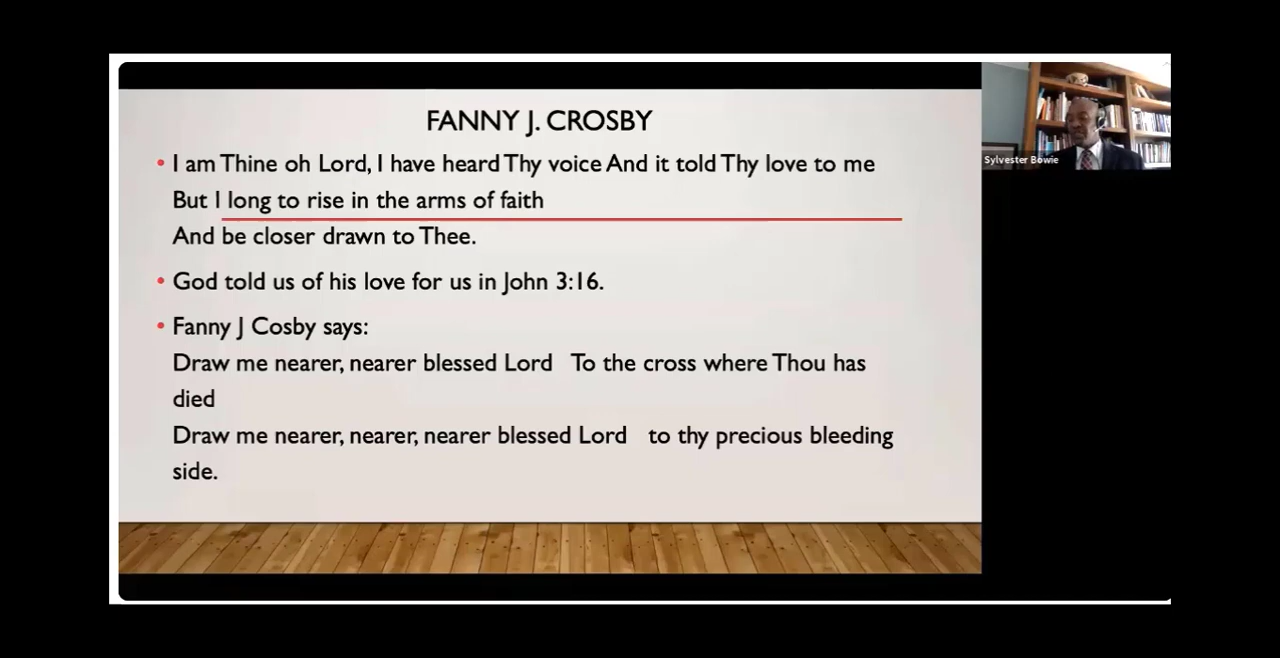 FANNY J. CROSBY
• I am Thine oh Lord, I have heard Thy voice And it told Thy love to me
But I long to rise in the arms of faith
And be closer drawn to Thee.
• God told us of his love for us in John 3:16.
• Fanny J Cosby says:
Draw me nearer, nearer blessed Lord   To the cross where Thou has
died
Draw me nearer, nearer, nearer blessed Lord   to thy precious bleeding
side.
Sylvester Bowie